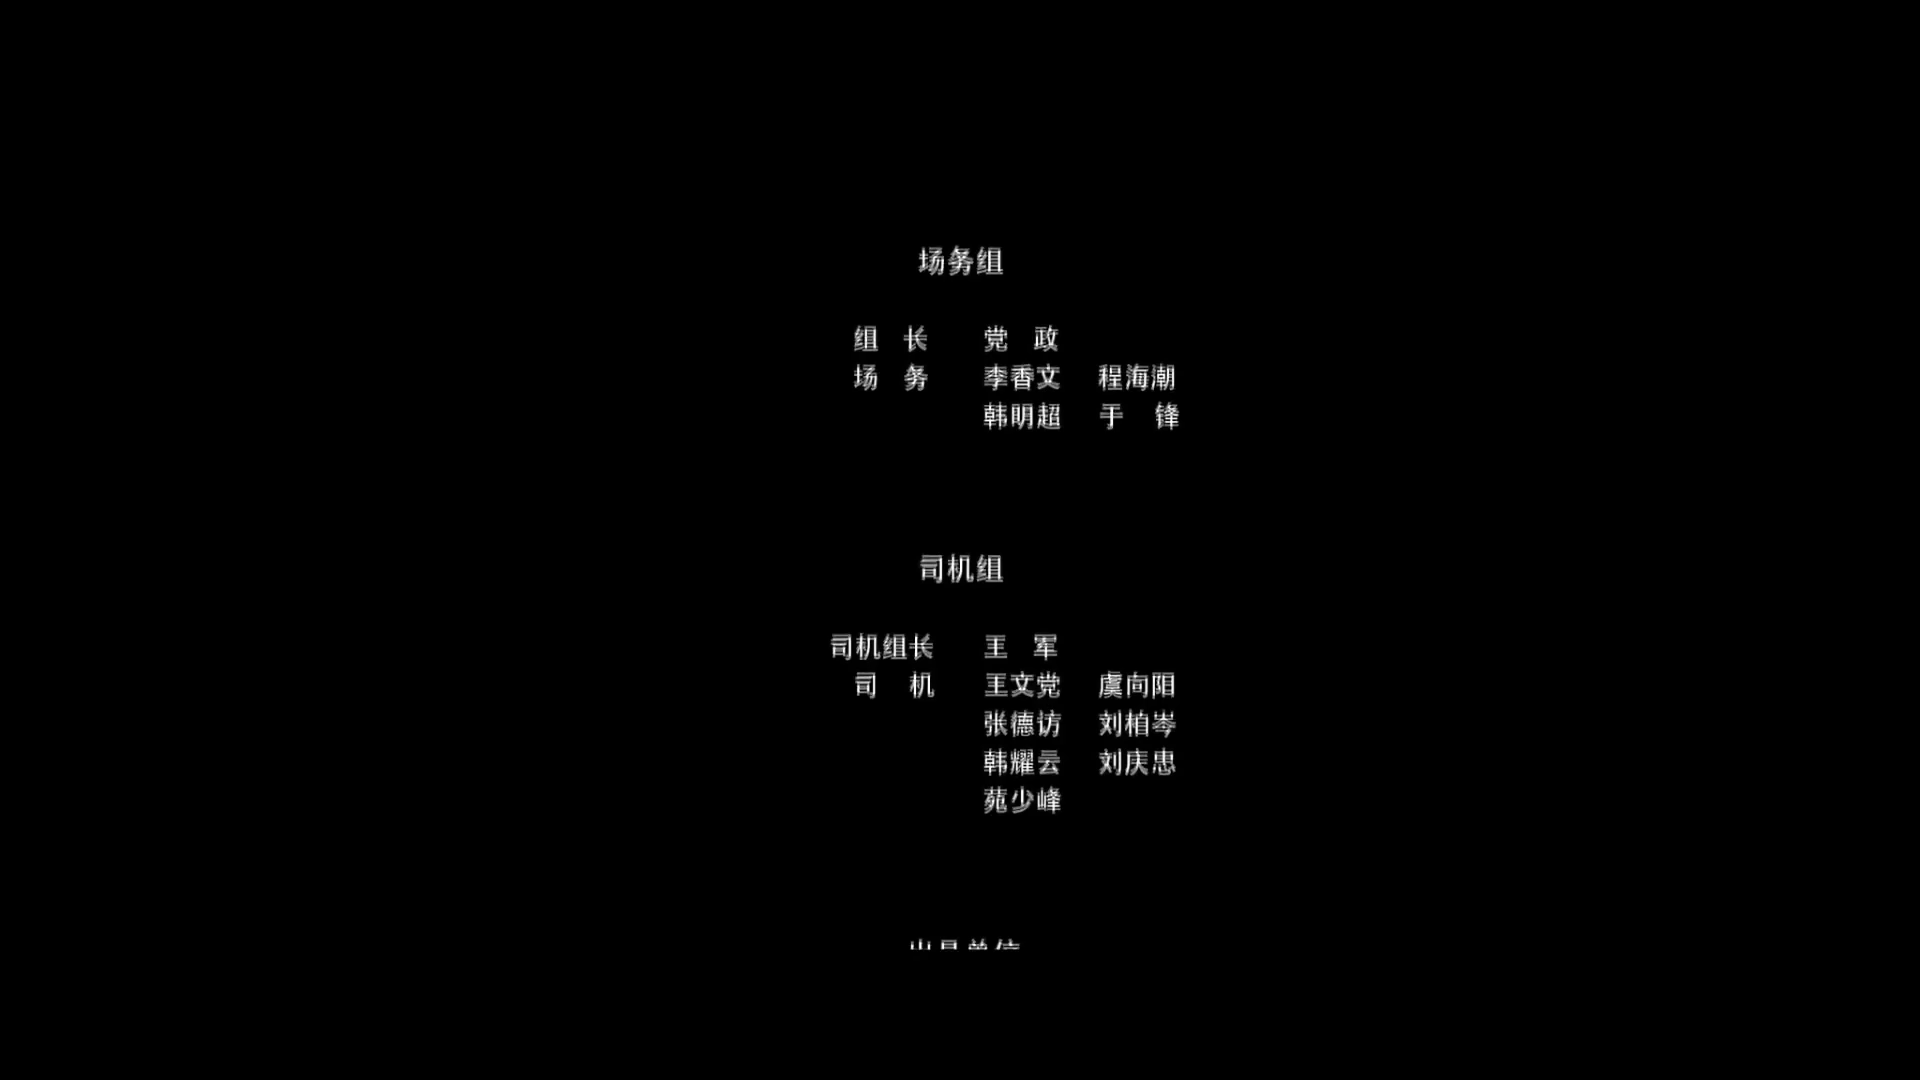 场务组
组 长 党 政
场 务 李香文 程海潮
韩明超 于 锋
司机组
司机组长 王 军
司 机 王文党 虞向阳
张德访 刘柏岑
韩耀云 刘庆忠
苑少峰